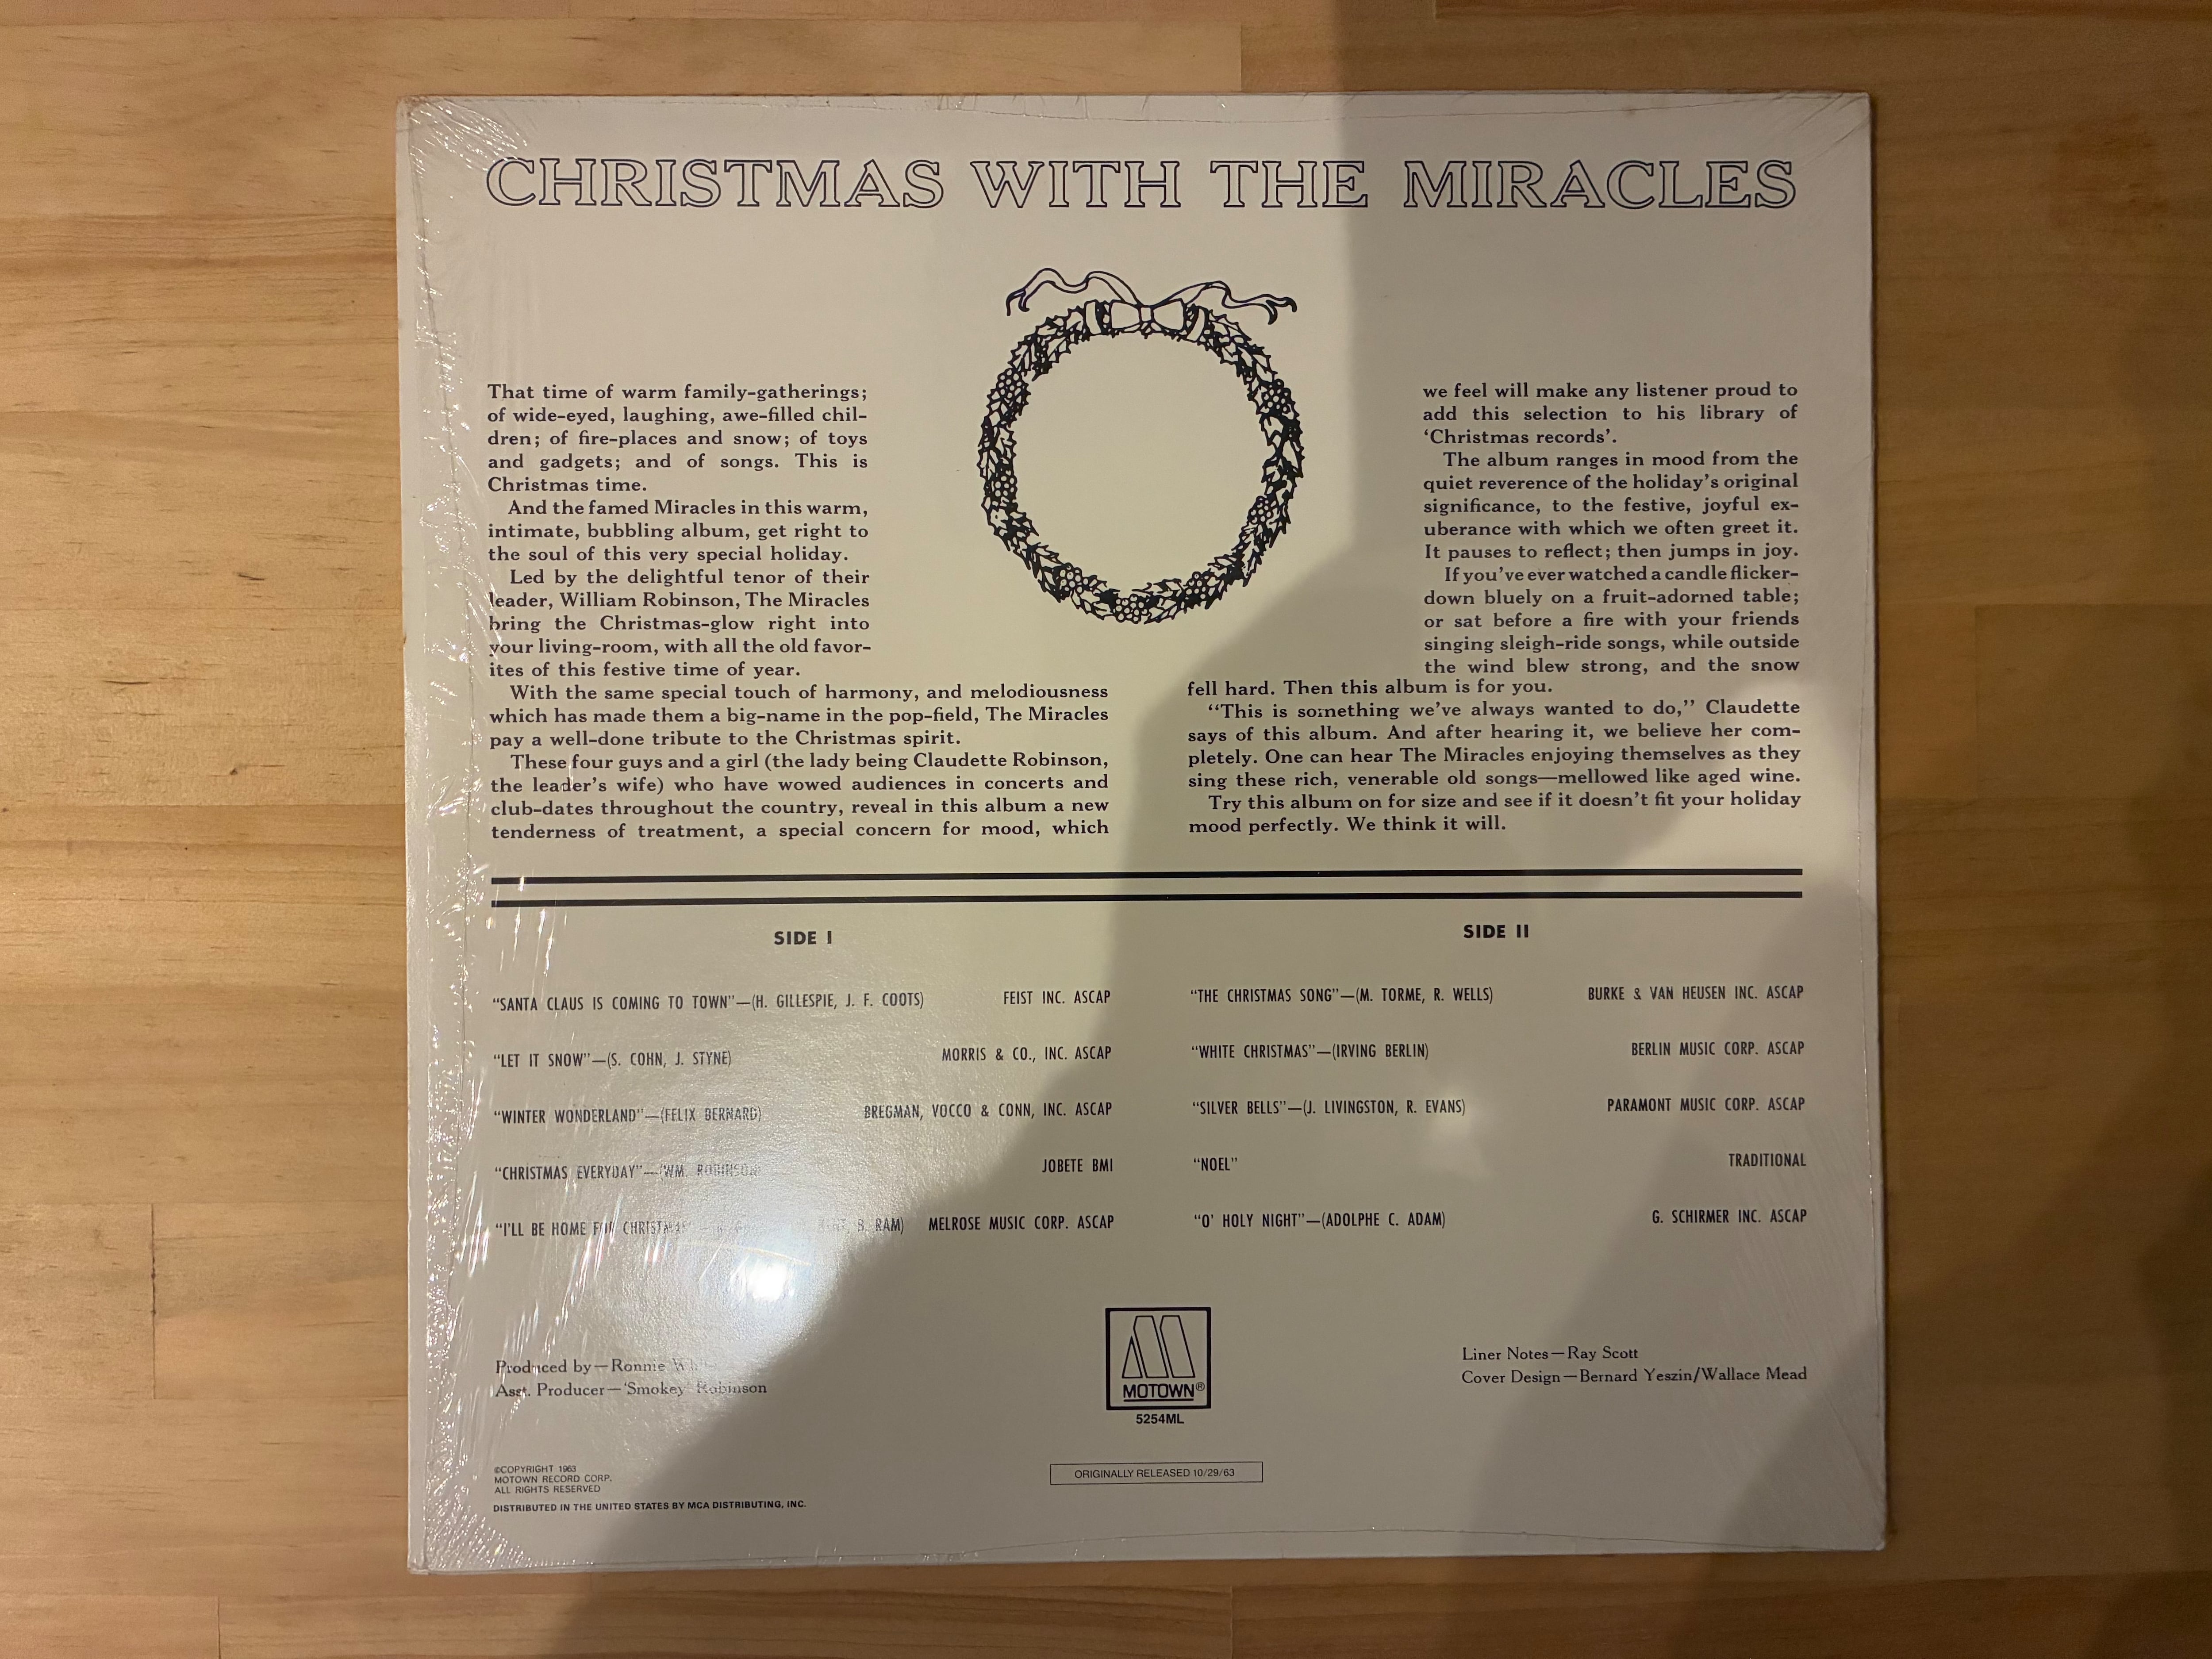 CHRISTMAS WITH THE MIRACLES
That time of warm family-gatherings;
of wide-eyed, laughing, awe-filled chil-
dren; of fire-places and snow; of toys
and gadgets; and of songs. This is
Christmas time.
And the famed Miracles in this warm,
intimate, bubbling album, get right to
the soul of this very special holiday.
Led by the delightful tenor of their
leader, William Robinson, The Miracles
bring the Christmas-glow right into
your living-room, with all the old favor-
ites of this festive time of year.
With the same special touch of harmony, and melodiousness
which has made them a big-name in the pop-field, The Miracles
pay a well-done tribute to the Christmas spirit.
These four guys and a girl (the lady being Claudette Robinson,
the leader's wife) who have wowed audiences in concerts and
club-dates throughout the country, reveal in this album a new
tenderness of treatment, a special concern for mood, which
we feel will make any listener proud to
add this selection to his library of
‘Christmas records’.
The album ranges in mood from the
quiet reverence of the holiday's original
significance, to the festive, joyful ex-
uberance with which we often greet it.
It pauses to reflect; then jumps in joy.
If you've ever watched a candle flicker-
down bluely on a fruit-adorned table;
or sat before a fire with your friends
singing sleigh-ride songs, while outside
the wind blew strong, and the snow
fell hard. Then this album is for you.
“This is something we've always wanted to do,” Claudette
says of this album. And after hearing it, we believe her com-
pletely. One can hear The Miracles enjoying themselves as they
sing these rich, venerable old songs—mellowed like aged wine.
Try this album on for size and see if it doesn't fit your holiday
mood perfectly. We think it will.
SIDE I
“SANTA CLAUS IS COMING TO TOWN”—(H. GILLESPIE, J. F. COOTS) FEIST INC. ASCAP
“LET IT SNOW”—(S. COHN, J. STYNE) MORRIS & CO., INC. ASCAP
“WINTER WONDERLAND”—(FELIX BERNARD) BREGMAN, VOCCO & CONN, INC. ASCAP
“CHRISTMAS EVERYDAY”—(WM. ROBINSON) JOBETE BMI
“I'LL BE HOME FOR CHRISTMAS” B. RAM) MELROSE MUSIC CORP. ASCAP
SIDE II
“THE CHRISTMAS SONG”—(M. TORME, R. WELLS) BURKE & VAN HEUSEN INC. ASCAP
“WHITE CHRISTMAS”—(IRVING BERLIN) BERLIN MUSIC CORP. ASCAP
“SILVER BELLS”—(J. LIVINGSTON, R. EVANS) PARAMONT MUSIC CORP. ASCAP
“NOEL” TRADITIONAL
“O' HOLY NIGHT”—(ADOLPHE C. ADAM) G. SCHIRMER INC. ASCAP
Produced by—Ronnie
Asst. Producer—‘Smokey’ Robinson
MOTOWN®
5254ML
Liner Notes—Ray Scott
Cover Design—Bernard Yeszin/Wallace Mead
©COPYRIGHT 1963
MOTOWN RECORD CORP.
ALL RIGHTS RESERVED
DISTRIBUTED IN THE UNITED STATES BY MCA DISTRIBUTING, INC.
ORIGINALLY RELEASED 10/29/63